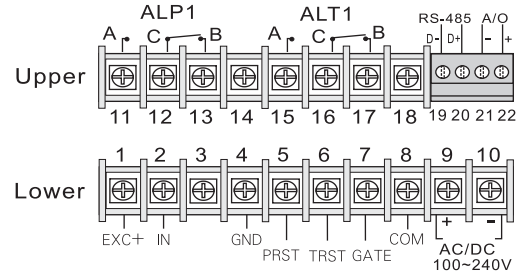 ALP1 ALT1 RS-485 A/O
A C B A C B D- D+ - +
Upper
11 12 13 14 15 16 17 18 19 20 21 22
1 2 3 4 5 6 7 8 9 10
Lower
+ -
EXC+ IN GND PRST TRST GATE COM AC/DC
100~240V